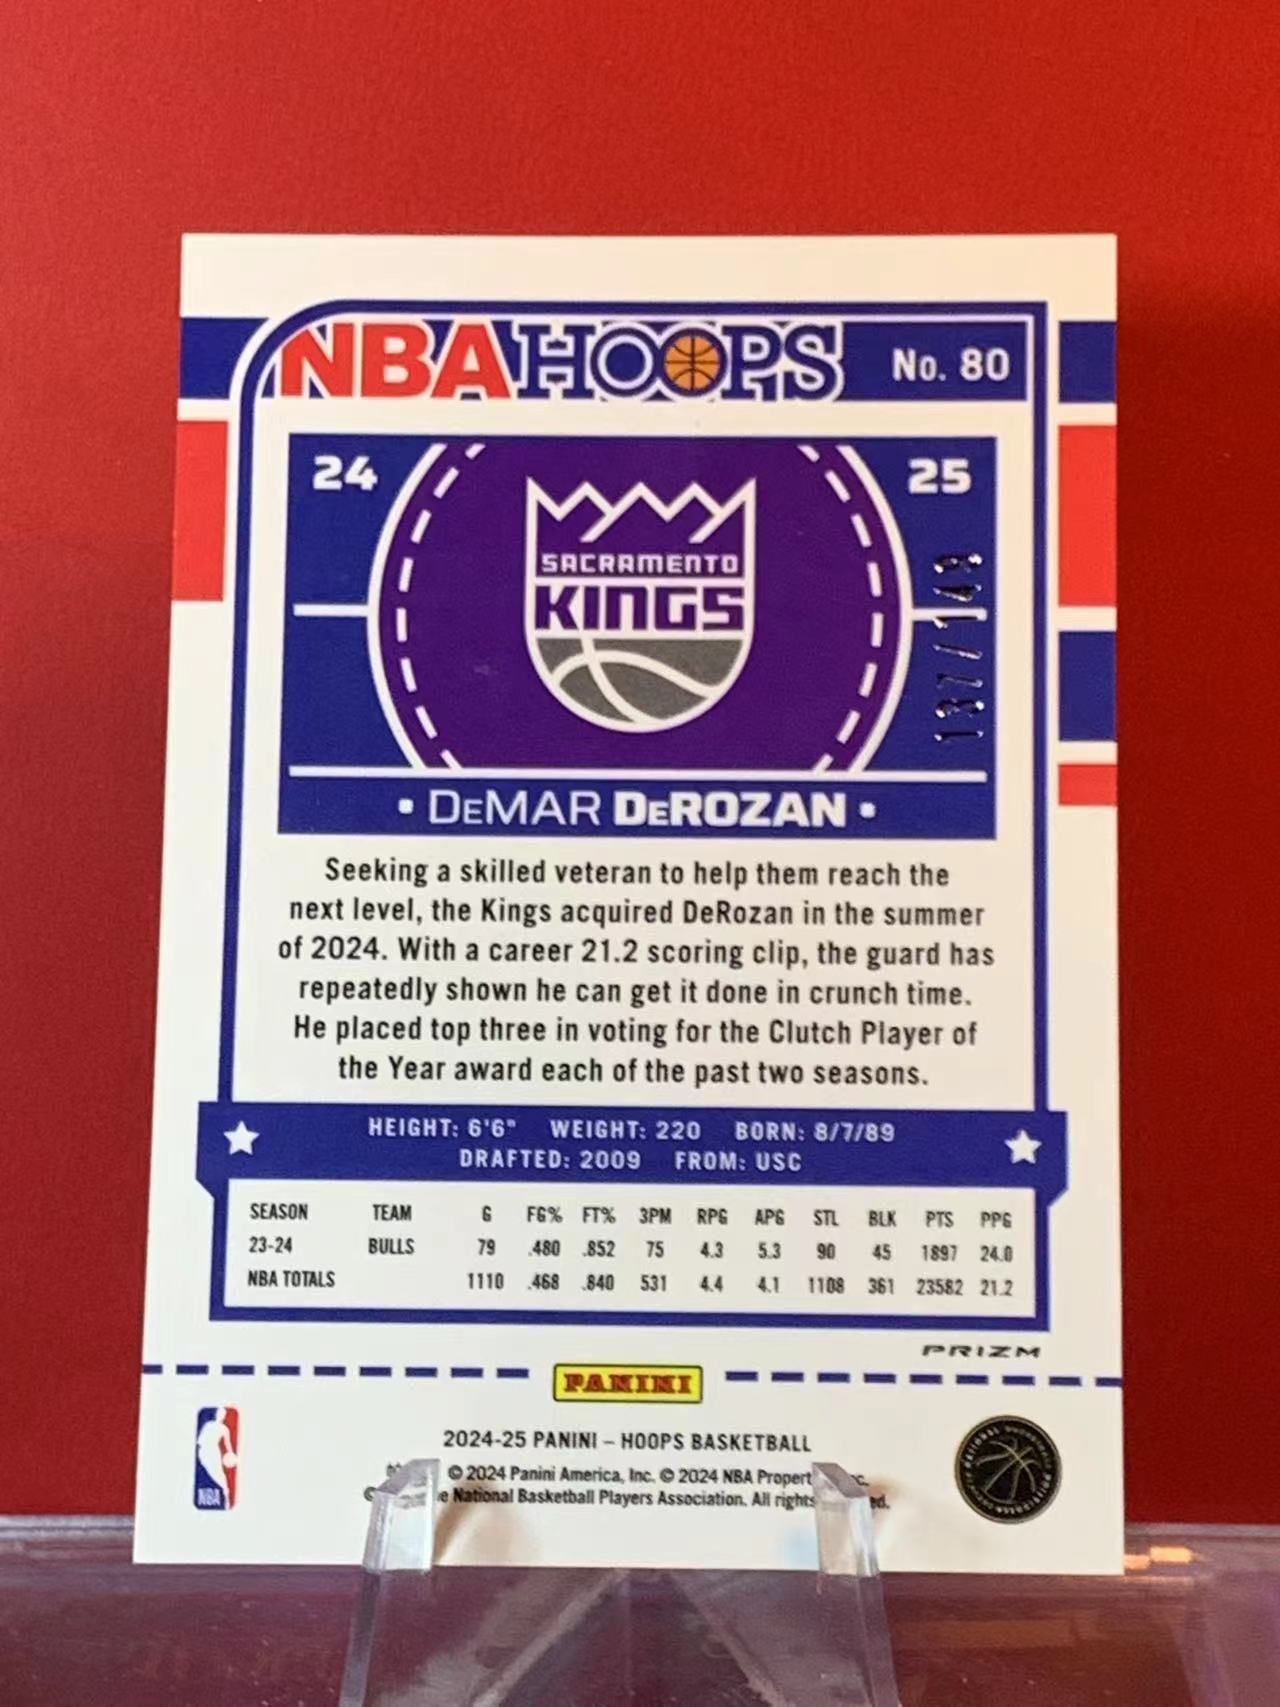 NBA HOOPS No. 80
24 25
SACRAMENTO
KINGS
137/149
• DeMAR DeROZAN •
Seeking a skilled veteran to help them reach the
next level, the Kings acquired DeRozan in the summer
of 2024. With a career 21.2 scoring clip, the guard has
repeatedly shown he can get it done in crunch time.
He placed top three in voting for the Clutch Player of
the Year award each of the past two seasons.
HEIGHT: 6'6" WEIGHT: 220 BORN: 8/7/89
DRAFTED: 2009 FROM: USC
SEASON TEAM G FG% FT% 3PM RPG APG STL BLK PTS PPG
23-24 BULLS 79 .480 .852 75 4.3 5.3 90 45 1897 24.0
NBA TOTALS 1110 .468 .840 531 4.4 4.1 1108 361 23582 21.2
PRIZM
PANINI
2024-25 PANINI – HOOPS BASKETBALL
© 2024 Panini America, Inc. © 2024 NBA
National Basketball Players Association. All rights
NBA